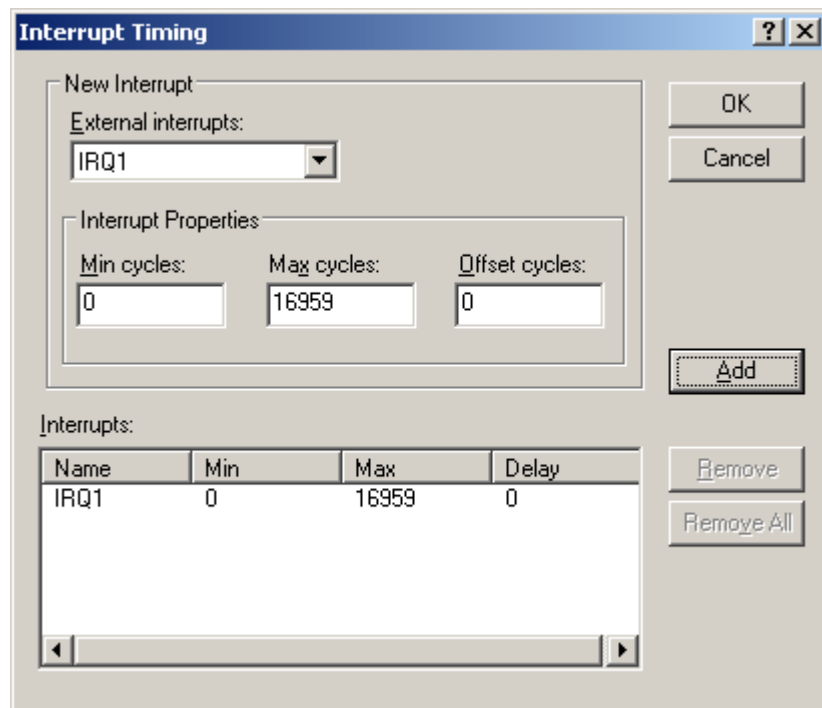 Interrupt Timing
New Interrupt
External interrupts:
IRQ1
Interrupt Properties
Min cycles: Max cycles: Offset cycles:
0 16959 0
OK
Cancel
Add
Interrupts:
Name Min Max Delay
IRQ1 0 16959 0
Remove
Remove All